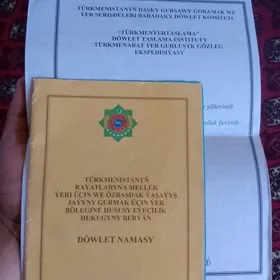 TÜRKMENISTANYŇ DAŞKY GURŞAWY GORAMAK WE
ÝER SERIŞDELERI BARADAKY DÖWLET KOMITETI
"TÜRKMENÝERTASLAMA"
DÖWLET TASLAMA INSTITUTY
TÜRKMENABAT ÝER GURLUŞYK GÖZLEG
EKSPEDISIÝASY
TÜRKMENISTANYŇ
RAÝATLARYNA MELLEK
ÝERI ÜÇIN WE ÖZBAŞDAK ÝAŞAÝYŞ
JAÝYNY GURMAK ÜÇIN ÝER
BÖLEGINE HUSUSY EÝEÇILIK
HUKUGYNY BERÝÄN
DÖWLET NAMASY